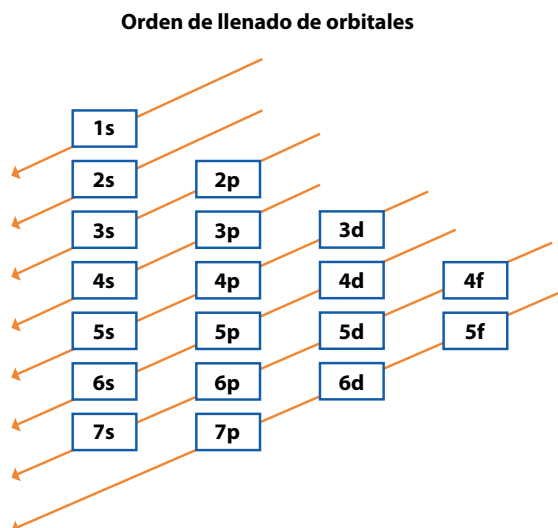 Orden de llenado de orbitales
1s
2s 2p
3s 3p 3d
4s 4p 4d 4f
5s 5p 5d 5f
6s 6p 6d
7s 7p